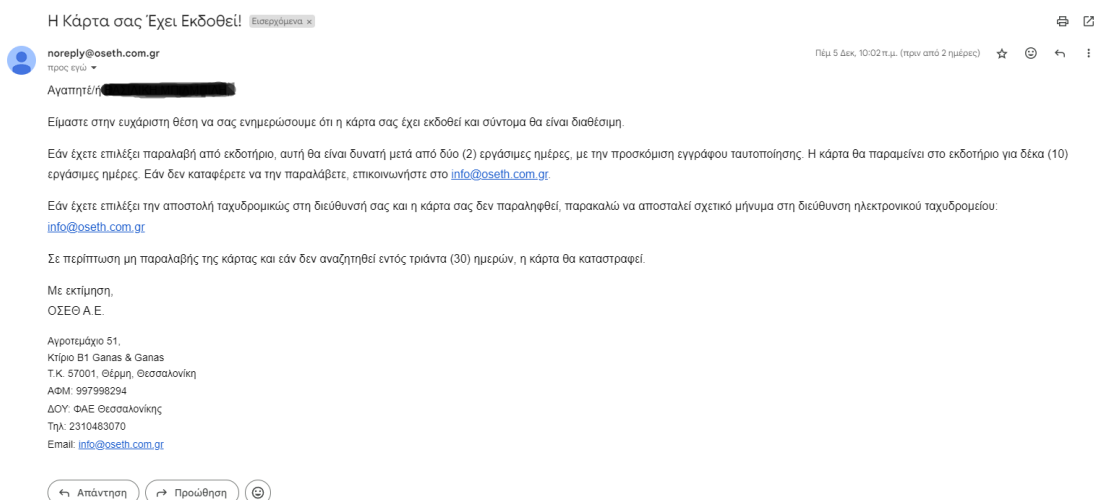 Η Κάρτα σας Έχει Εκδοθεί! Εισερχόμενα ×
noreply@oseth.com.gr
Πέμ 5 Δεκ, 10:02 π.μ. (πριν από 2 ημέρες)
προς εγώ
Αγαπητέ/ή
Είμαστε στην ευχάριστη θέση να σας ενημερώσουμε ότι η κάρτα σας έχει εκδοθεί και σύντομα θα είναι διαθέσιμη.
Εάν έχετε επιλέξει παραλαβή από εκδοτήριο, αυτή θα είναι δυνατή μετά από δύο (2) εργάσιμες ημέρες, με την προσκόμιση εγγράφου ταυτοποίησης. Η κάρτα θα παραμείνει στο εκδοτήριο για δέκα (10)
εργάσιμες ημέρες. Εάν δεν καταφέρετε να την παραλάβετε, επικοινωνήστε στο info@oseth.com.gr.
Εάν έχετε επιλέξει την αποστολή ταχυδρομικώς στη διεύθυνσή σας και η κάρτα σας δεν παραληφθεί, παρακαλώ να αποσταλεί σχετικό μήνυμα στη διεύθυνση ηλεκτρονικού ταχυδρομείου:
info@oseth.com.gr
Σε περίπτωση μη παραλαβής της κάρτας και εάν δεν αναζητηθεί εντός τριάντα (30) ημερών, η κάρτα θα καταστραφεί.
Με εκτίμηση,
ΟΣΕΘ Α.Ε.
Αγροτεμάχιο 51,
Κτίριο Β1 Ganas & Ganas
Τ.Κ. 57001, Θέρμη, Θεσσαλονίκη
ΑΦΜ: 997998294
ΔΟΥ: ΦΑΕ Θεσσαλονίκης
Τηλ: 2310483070
Email: info@oseth.com.gr
Απάντηση Προώθηση